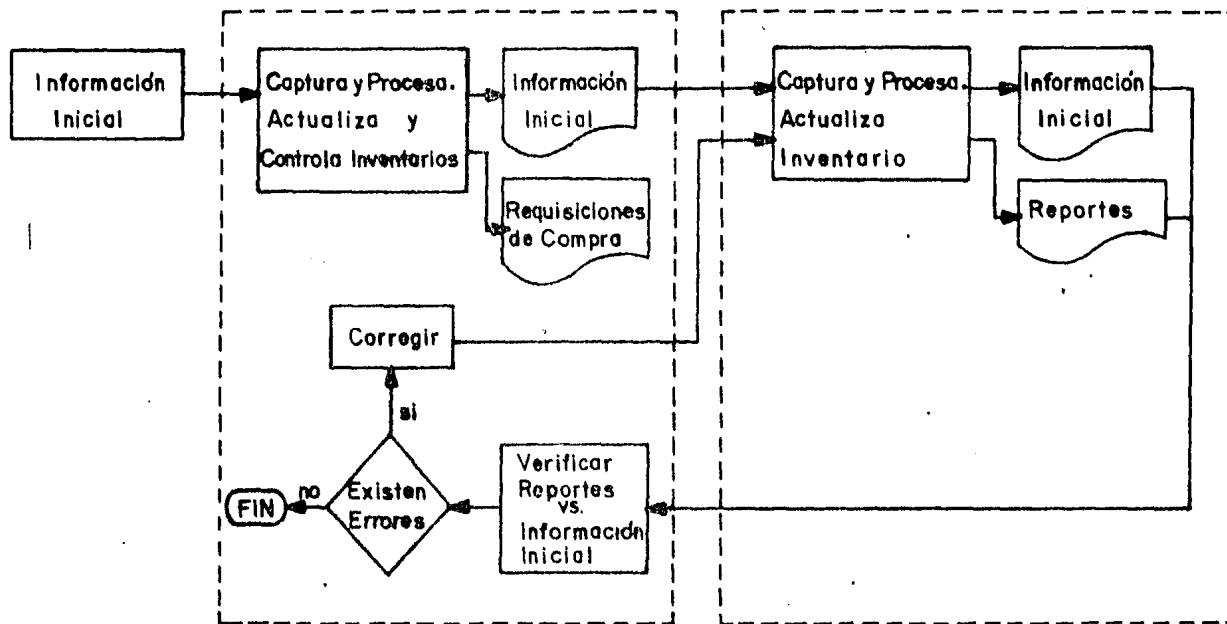 Información
Inicial
Captura y Procesa.
Actualiza y
Controla Inventarios
Información
Inicial
Requisiciones
de Compra
Captura y Procesa.
Actualiza
Inventario
Información
Inicial
Reportes
Corregir
si
Existen
Errores
no
FIN
Verificar
Reportes
vs.
Información
Inicial